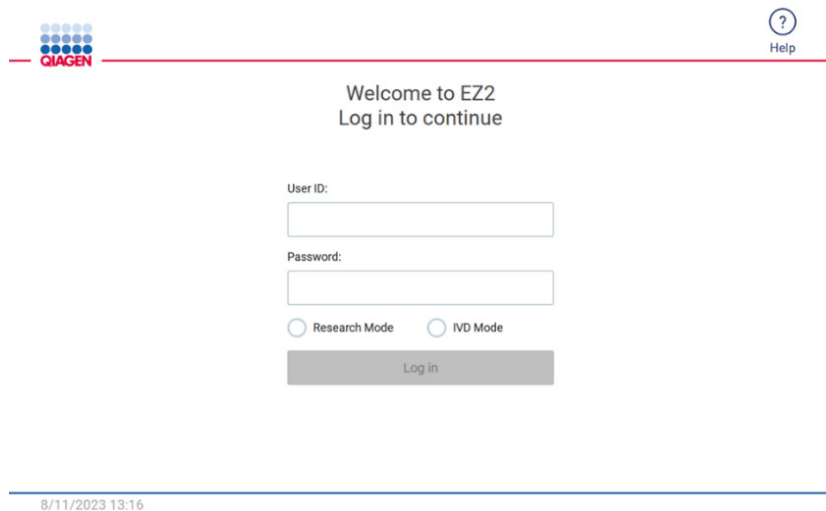 QIAGEN
?
Help
Welcome to EZ2
Log in to continue
User ID:
Password:
Research Mode
IVD Mode
Log in
8/11/2023 13:16